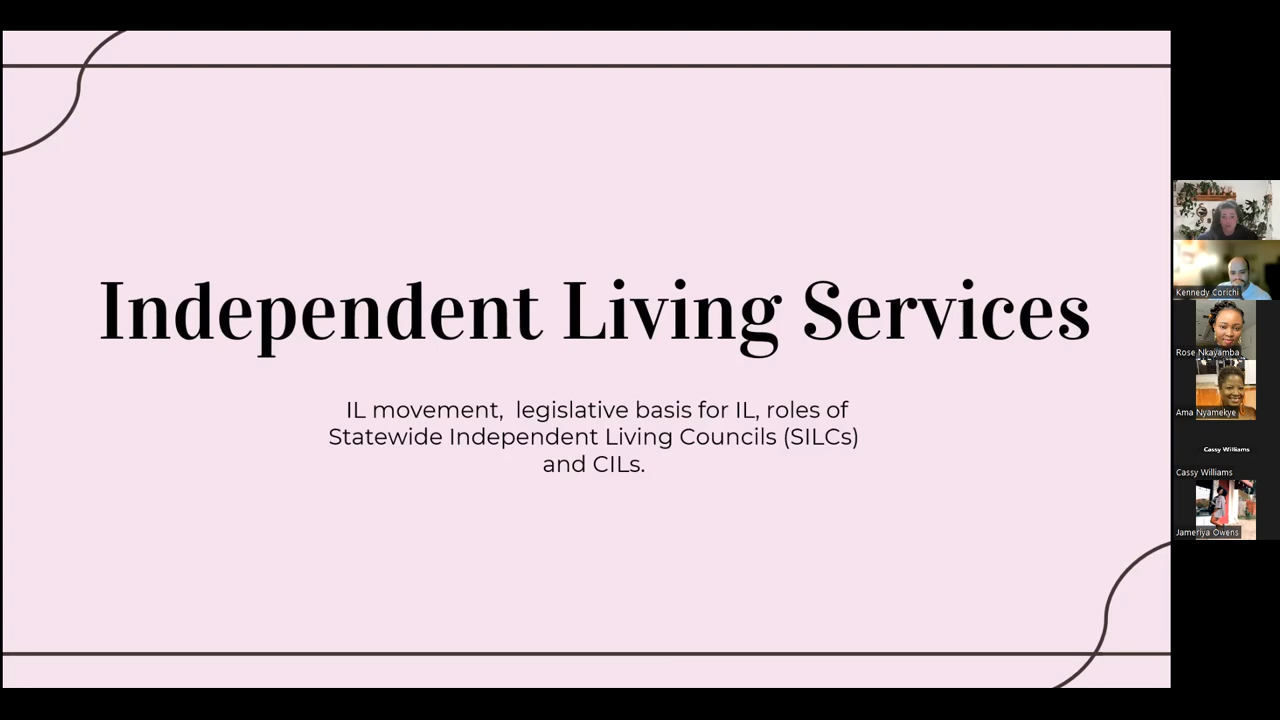 Independent Living Services
IL movement,  legislative basis for IL, roles of
Statewide Independent Living Councils (SILCs)
and CILs.
Kennedy Corichi
Rose Nkayamba
Ama Nyamekye
Cassy Williams
Cassy Williams
Jameriya Owens